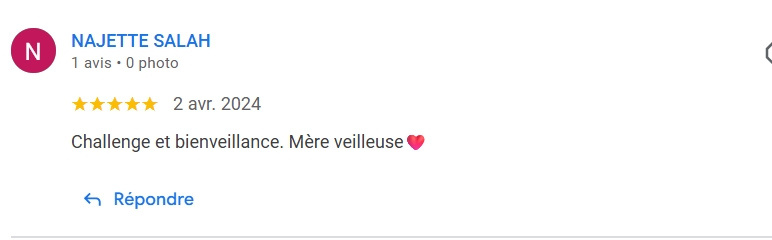 N
NAJETTE SALAH
1 avis • 0 photo
★★★★★ 2 avr. 2024
Challenge et bienveillance. Mère veilleuse❤️
Répondre